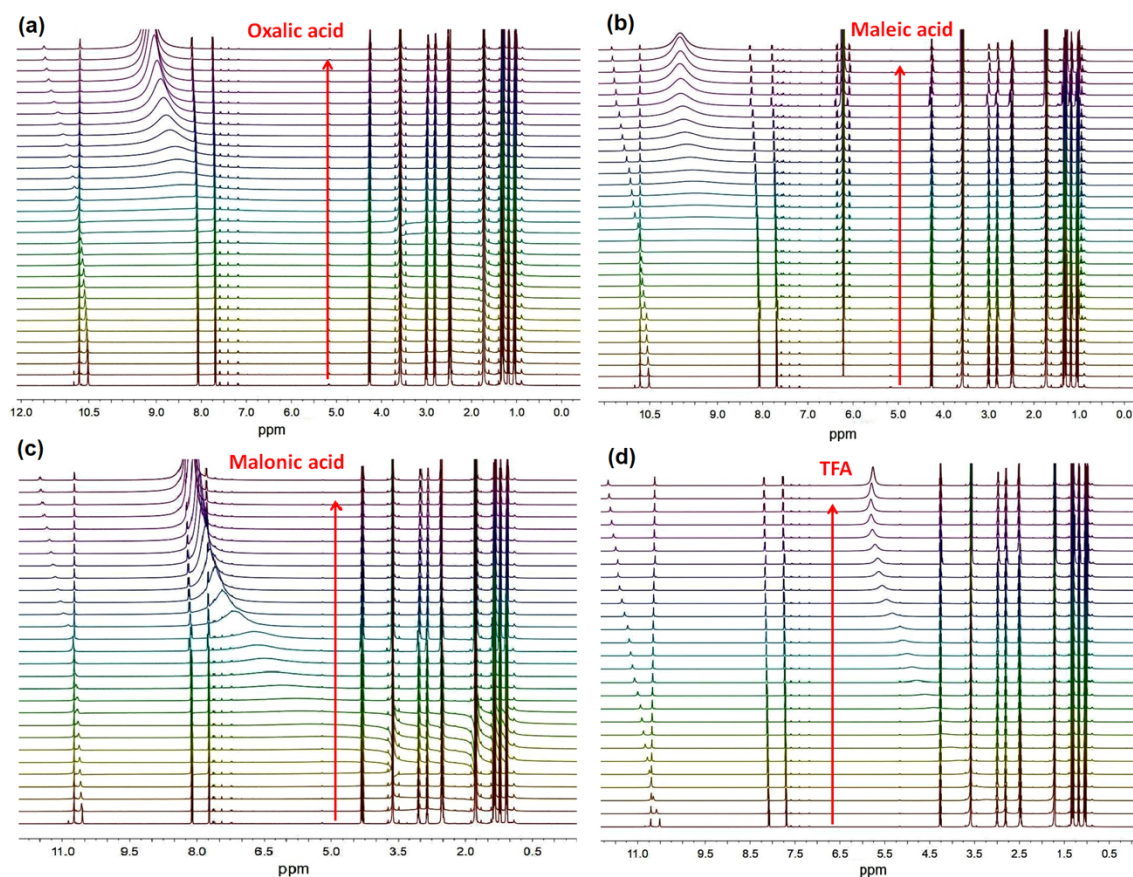 (a)
Oxalic acid
12.0 10.5 9.0 8.0 7.0 6.0 5.0 4.0 3.0 2.0 1.0 0.0
ppm
(b)
Maleic acid
10.5 9.0 8.0 7.0 6.0 5.0 4.0 3.0 2.0 1.0 0.0
ppm
(c)
Malonic acid
11.0 9.5 8.0 6.5 5.0 3.5 2.0 0.5
ppm
(d)
TFA
11.0 9.5 8.5 7.5 6.5 5.5 4.5 3.5 2.5 1.5 0.5
ppm